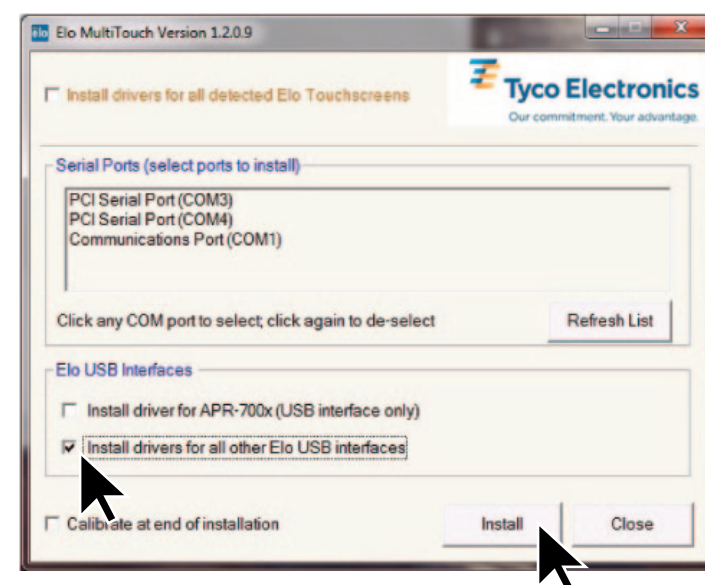 elo Elo MultiTouch Version 1.2.0.9
Install drivers for all detected Elo Touchscreens
Tyco Electronics
Our commitment. Your advantage.
Serial Ports (select ports to install)
PCI Serial Port (COM3)
PCI Serial Port (COM4)
Communications Port (COM1)
Click any COM port to select; click again to de-select
Refresh List
Elo USB Interfaces
Install driver for APR-700x (USB interface only)
Install drivers for all other Elo USB interfaces
Calibrate at end of installation
Install
Close